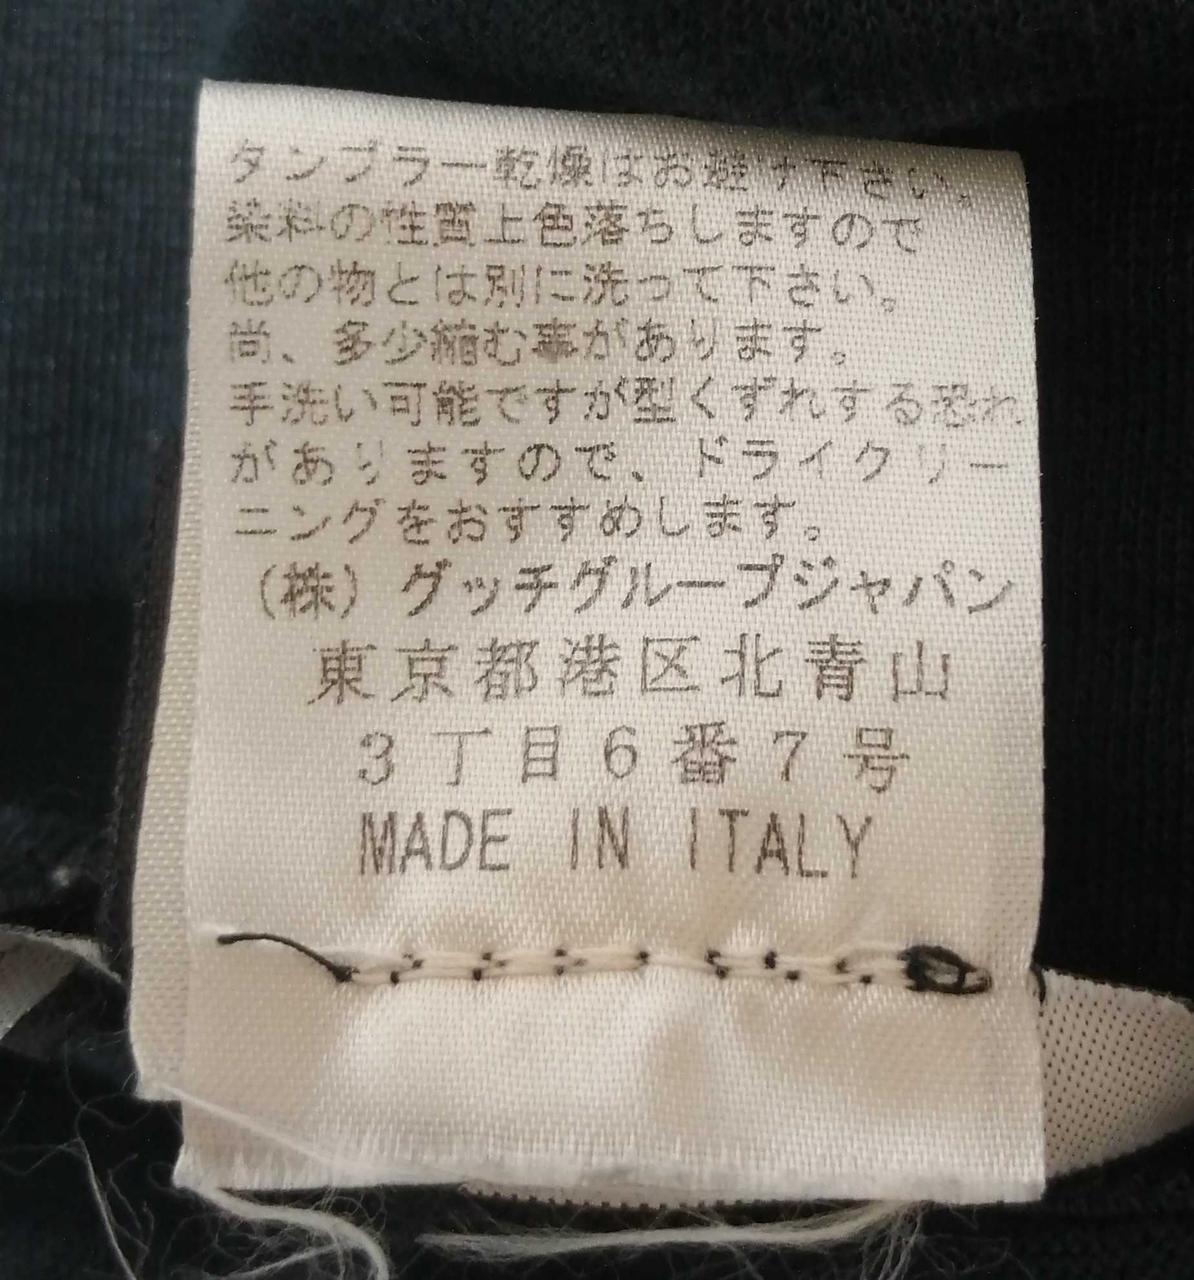 タンブラー乾燥はお避け下さい。
染料の性質上色落ちしますので
他の物とは別に洗って下さい。
尚、多少縮む事があります。
手洗い可能ですが型くずれする恐れ
がありますので、ドライクリー
ニングをおすすめします。
(株)グッチグループジャパン
東京都港区北青山
3丁目6番7号
MADE IN ITALY